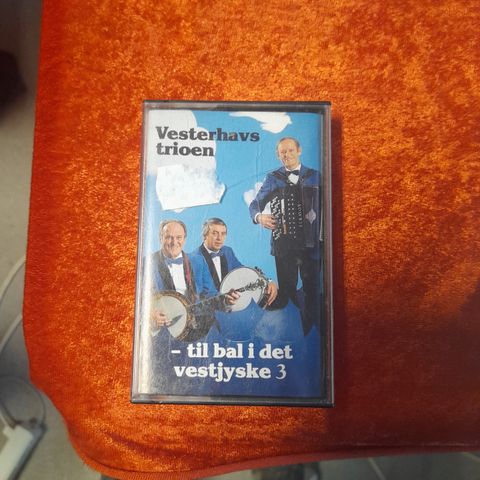 Vesterhavs
trioen
– til bal i det
vestjyske 3